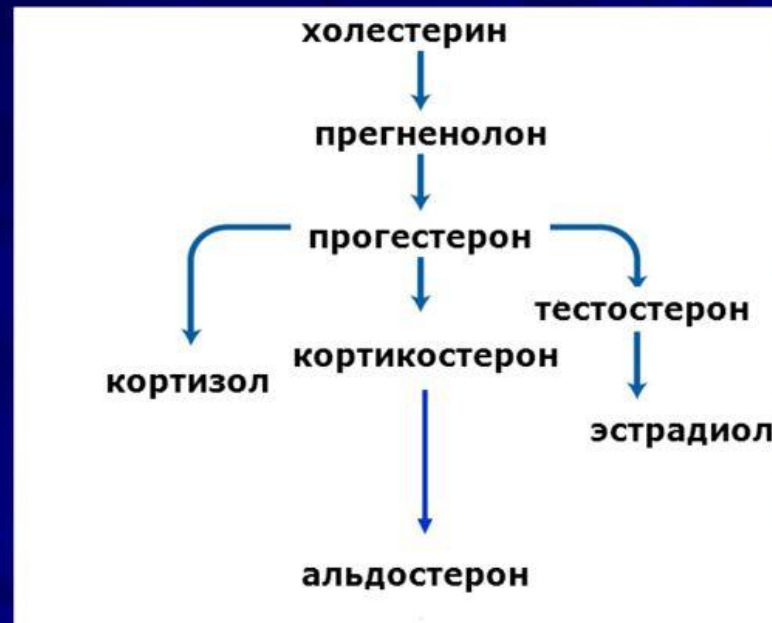 холестерин
прегненолон
прогестерон
тестостерон
кортикостерон
кортизол
эстрадиол
альдостерон